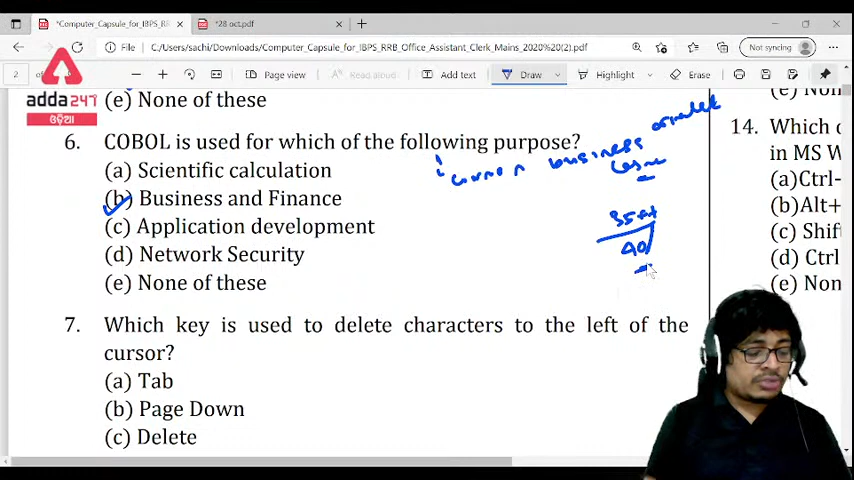 *Computer_Capsule_for_IBPS_RR
*28 oct.pdf
File
C:/Users/sachi/Downloads/Computer_Capsule_for_IBPS_RRB_Office_Assistant_Clerk_Mains_2020%20(2).pdf
Not syncing
2
Page view
Read aloud
Add text
Draw
Highlight
Erase
adda247
ଓଡ଼ିଆ
(e) None of these
6. COBOL is used for which of the following purpose?
(a) Scientific calculation
(b) Business and Finance
(c) Application development
(d) Network Security
(e) None of these
common business
7. Which key is used to delete characters to the left of the
cursor?
(a) Tab
(b) Page Down
(c) Delete
(e) Non
14. Which
in MS W
(a)Ctrl-
(b)Alt+
(c) Shif
(d) Ctrl
(e) Non